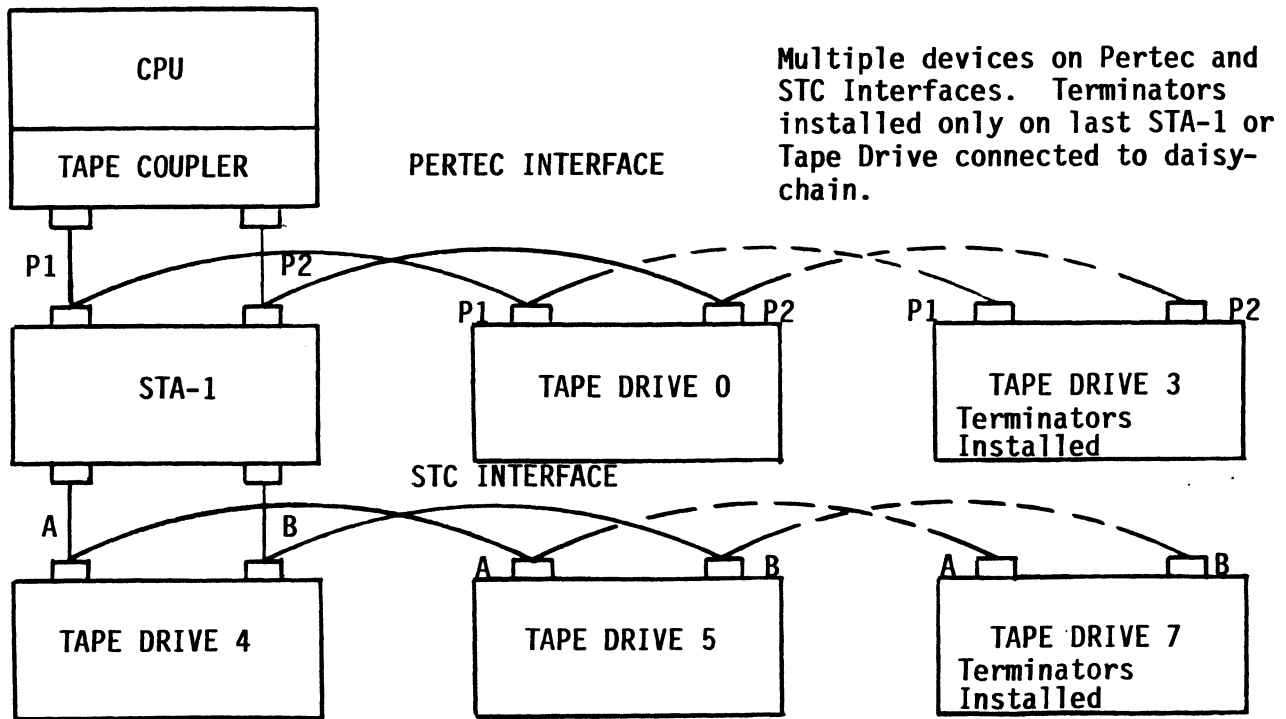 CPU
Multiple devices on Pertec and
STC Interfaces. Terminators
installed only on last STA-1 or
Tape Drive connected to daisy-
chain.
TAPE COUPLER
PERTEC INTERFACE
P1
P2
P1
P2
P1
P2
STA-1
TAPE DRIVE 0
TAPE DRIVE 3
Terminators
Installed
STC INTERFACE
A
B
A
B
A
B
TAPE DRIVE 4
TAPE DRIVE 5
TAPE DRIVE 7
Terminators
Installed